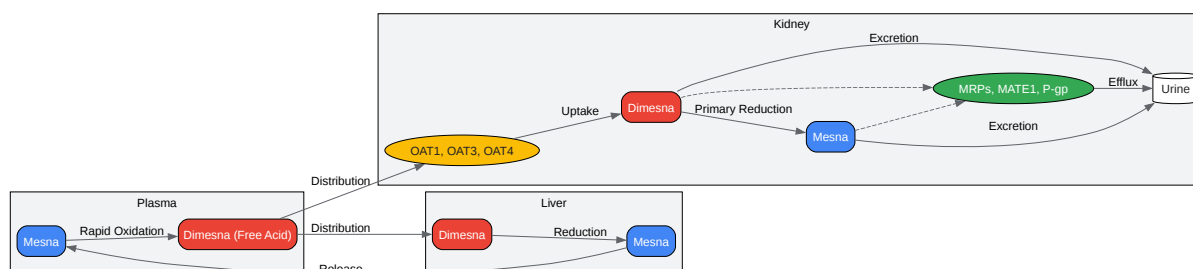 Kidney
Excretion
MRPs, MATE1, P-gp
Efflux
Urine
Dimesna
Uptake
Primary Reduction
Mesna
Excretion
OAT1, OAT3, OAT4
Distribution
Plasma
Liver
Mesna
Rapid Oxidation
Dimesna (Free Acid)
Distribution
Dimesna
Reduction
Mesna
Release